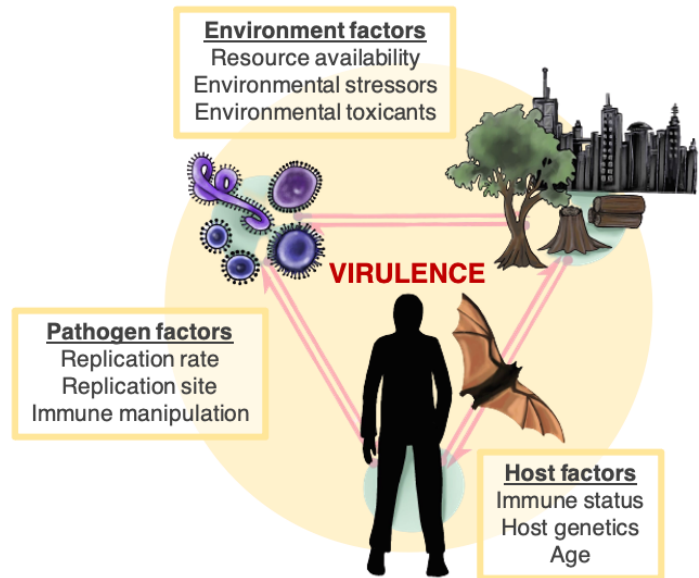 Environment factors
Resource availability
Environmental stressors
Environmental toxicants
VIRULENCE
Pathogen factors
Replication rate
Replication site
Immune manipulation
Host factors
Immune status
Host genetics
Age